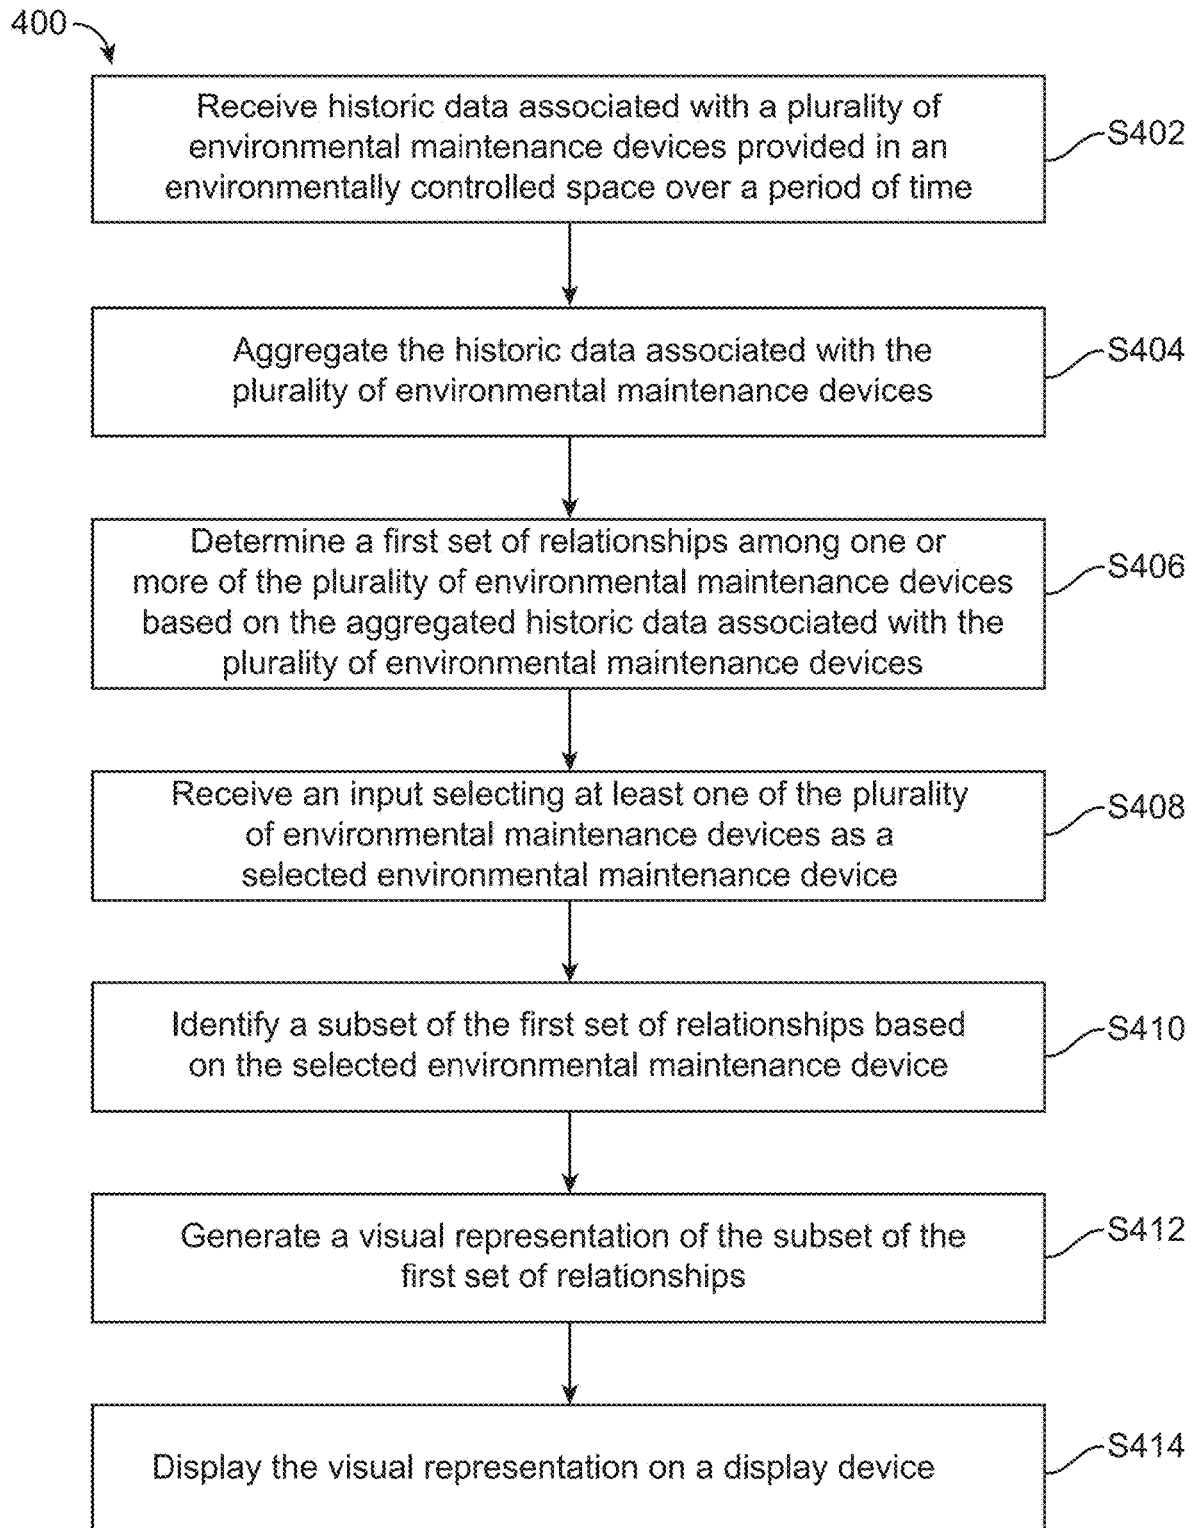 400
Receive historic data associated with a plurality of
environmental maintenance devices provided in an
environmentally controlled space over a period of time
S402
Aggregate the historic data associated with the
plurality of environmental maintenance devices
S404
Determine a first set of relationships among one or
more of the plurality of environmental maintenance devices
based on the aggregated historic data associated with the
plurality of environmental maintenance devices
S406
Receive an input selecting at least one of the plurality
of environmental maintenance devices as a
selected environmental maintenance device
S408
Identify a subset of the first set of relationships based
on the selected environmental maintenance device
S410
Generate a visual representation of the subset of the
first set of relationships
S412
Display the visual representation on a display device
S414